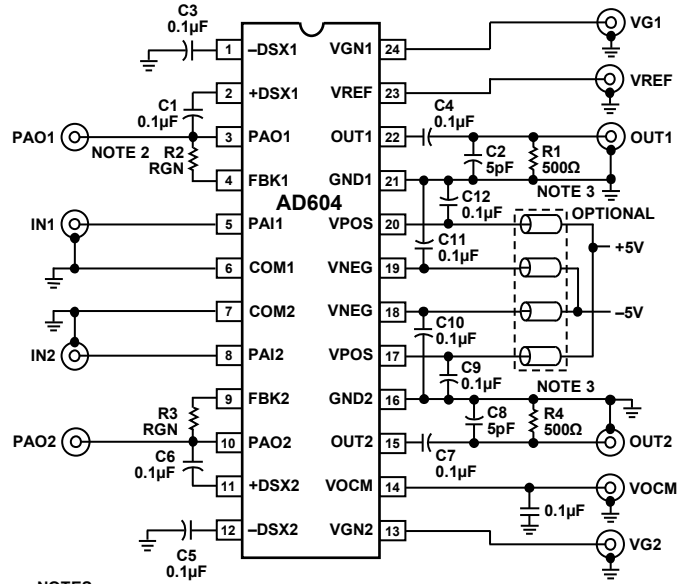 C3
0.1µF
1 –DSX1 VGN1 24 VG1
2 +DSX1 VREF 23 VREF
C1
0.1µF
C4
0.1µF
PAO1 3 PAO1 OUT1 22 OUT1
NOTE 2 R2
RGN
C2
5pF
R1
500Ω
4 FBK1 GND1 21
NOTE 3
AD604
C12
0.1µF
OPTIONAL
IN1 5 PAI1 VPOS 20
+5V
C11
0.1µF
6 COM1 VNEG 19
7 COM2 VNEG 18 –5V
C10
0.1µF
IN2 8 PAI2 VPOS 17
C9
0.1µF
NOTE 3
9 FBK2 GND2 16
R3
RGN
C8
5pF
R4
500Ω
PAO2 10 PAO2 OUT2 15 OUT2
C6
0.1µF
C7
0.1µF
11 +DSX2 VOCM 14 VOCM
0.1µF
12 –DSX2 VGN2 13 VG2
C5
0.1µF